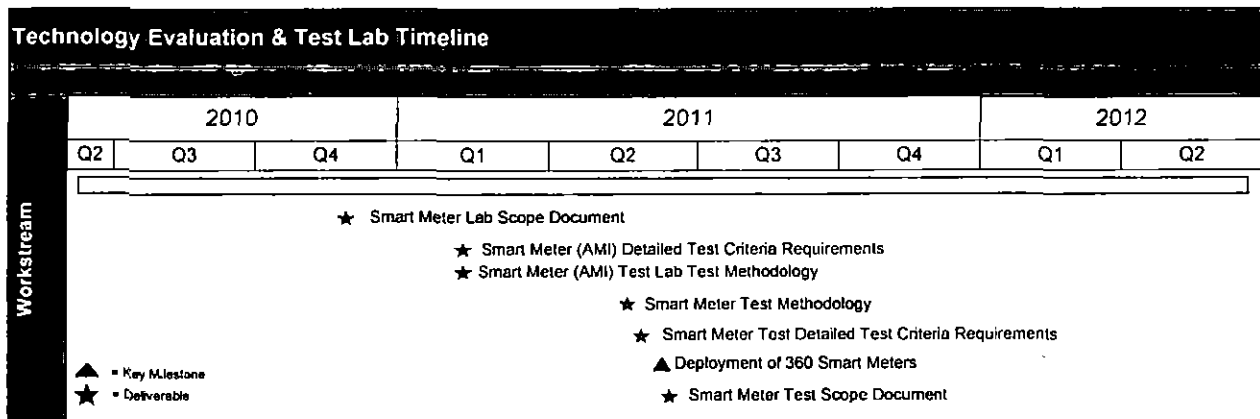 Technology Evaluation & Test Lab Timeline
2010 2011 2012
Q2 Q3 Q4 Q1 Q2 Q3 Q4 Q1 Q2
Workstream
Smart Meter Lab Scope Document
Smart Meter (AMI) Detailed Test Criteria Requirements
Smart Meter (AMI) Test Lab Test Methodology
Smart Meter Test Methodology
Smart Meter Tost Detailed Test Criteria Requirements
Deployment of 360 Smart Meters
Smart Meter Test Scope Document
= Key Milestone
= Deliverable